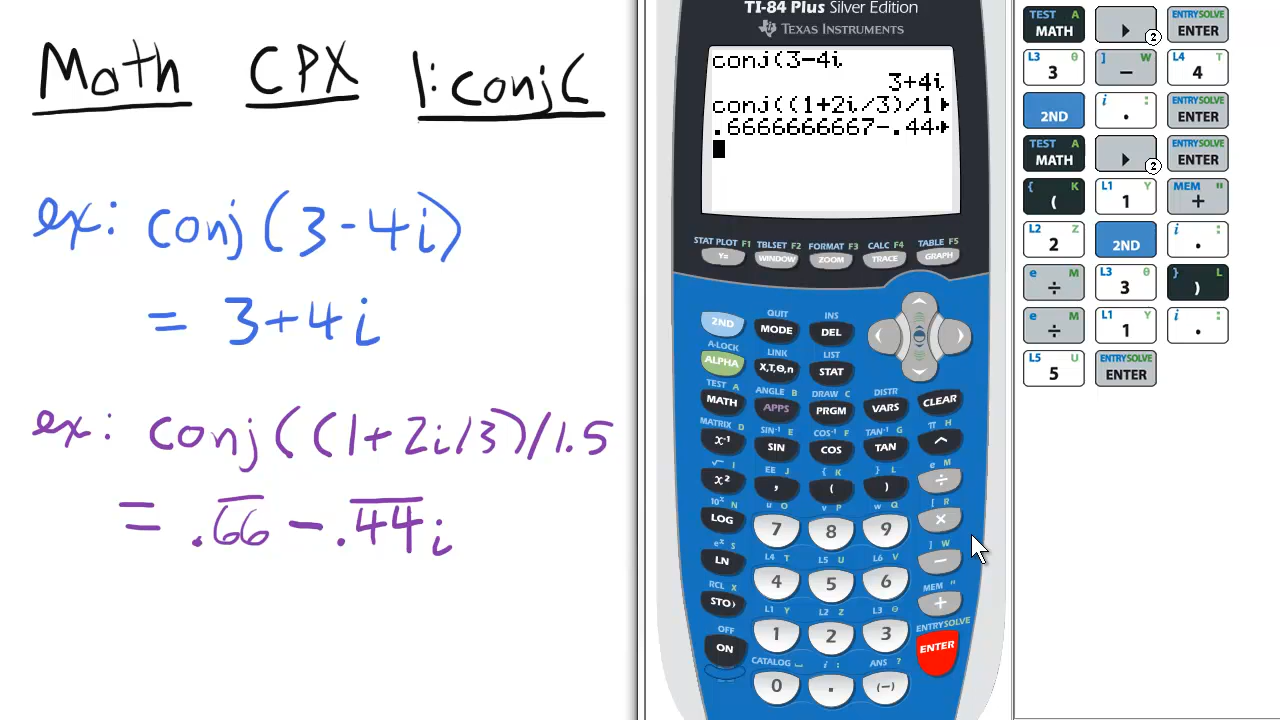 Math CPX 1:conj(
ex: conj(3-4i)
= 3+4i
ex: conj((1+2i/3)/1.5
= .66 - .44i
TI-84 Plus Silver Edition
TEXAS INSTRUMENTS
conj(3-4i
3+4i
conj((1+2i/3)/1
.6666666667-.44
STAT PLOT F1 TBLSET F2 FORMAT F3 CALC F4 TABLE F5
Y= WINDOW ZOOM TRACE GRAPH
QUIT INS
2ND MODE DEL
A-LOCK LINK LIST
ALPHA X,T,θ,n STAT
TEST A ANGLE B DRAW C DISTR
MATH APPS PRGM VARS CLEAR
MATRIX D SIN⁻¹ E COS⁻¹ F TAN⁻¹ G π H
x⁻¹ SIN COS TAN ^
√ I EE J { K } L e M
x² , ( ) ÷
10ˣ N u O v P w Q [ R
LOG 7 8 9 ×
eˣ S L4 T L5 U L6 V ] W
LN 4 5 6 −
RCL X L1 Y L2 Z L3 θ MEM "
STO⟩ 1 2 3 +
OFF CATALOG i : ANS ? ENTRY SOLVE
ON 0 . (-) ENTER
TEST A ENTRY SOLVE
MATH 2 ENTER
L3 θ ] W L4 T
3 − 4
i : ENTRY SOLVE
2ND . ENTER
TEST A ENTRY SOLVE
MATH 2 ENTER
{ K L1 Y MEM "
( 1 +
L2 Z i :
2 2ND .
e M L3 θ } L
÷ 3 )
e M L1 Y i :
÷ 1 .
L5 U ENTRY SOLVE
5 ENTER